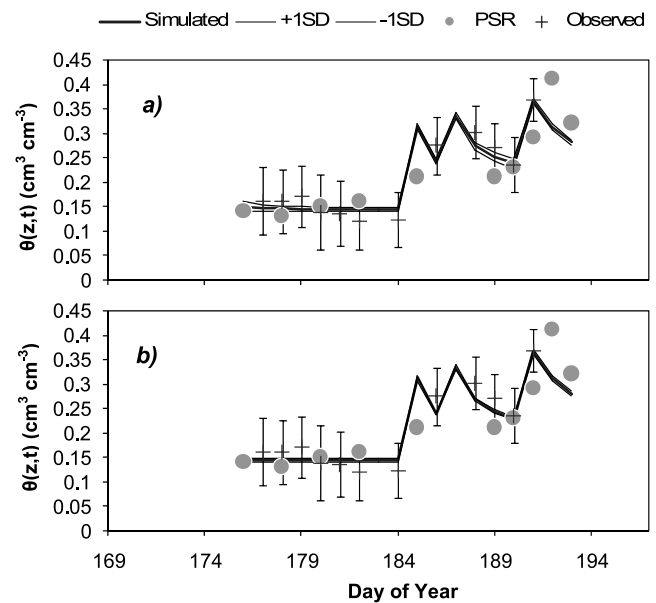 Simulated +1SD -1SD PSR Observed
a)
θ(z,t) (cm³ cm⁻³)
0.45
0.4
0.35
0.3
0.25
0.2
0.15
0.1
0.05
0
b)
θ(z,t) (cm³ cm⁻³)
0.45
0.4
0.35
0.3
0.25
0.2
0.15
0.1
0.05
0
169 174 179 184 189 194
Day of Year